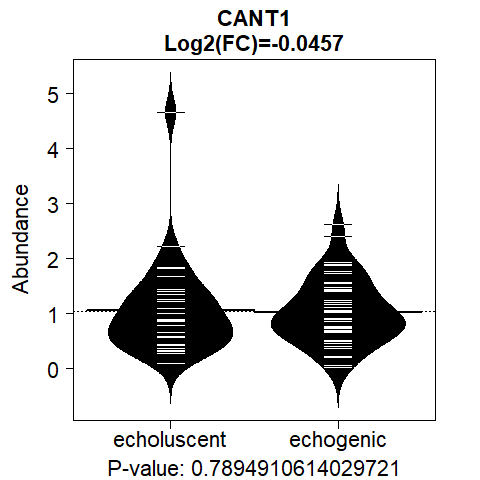 CANT1
Log2(FC)=-0.0457
Abundance
5
4
3
2
1
0
echoluscent echogenic
P-value: 0.7894910614029721